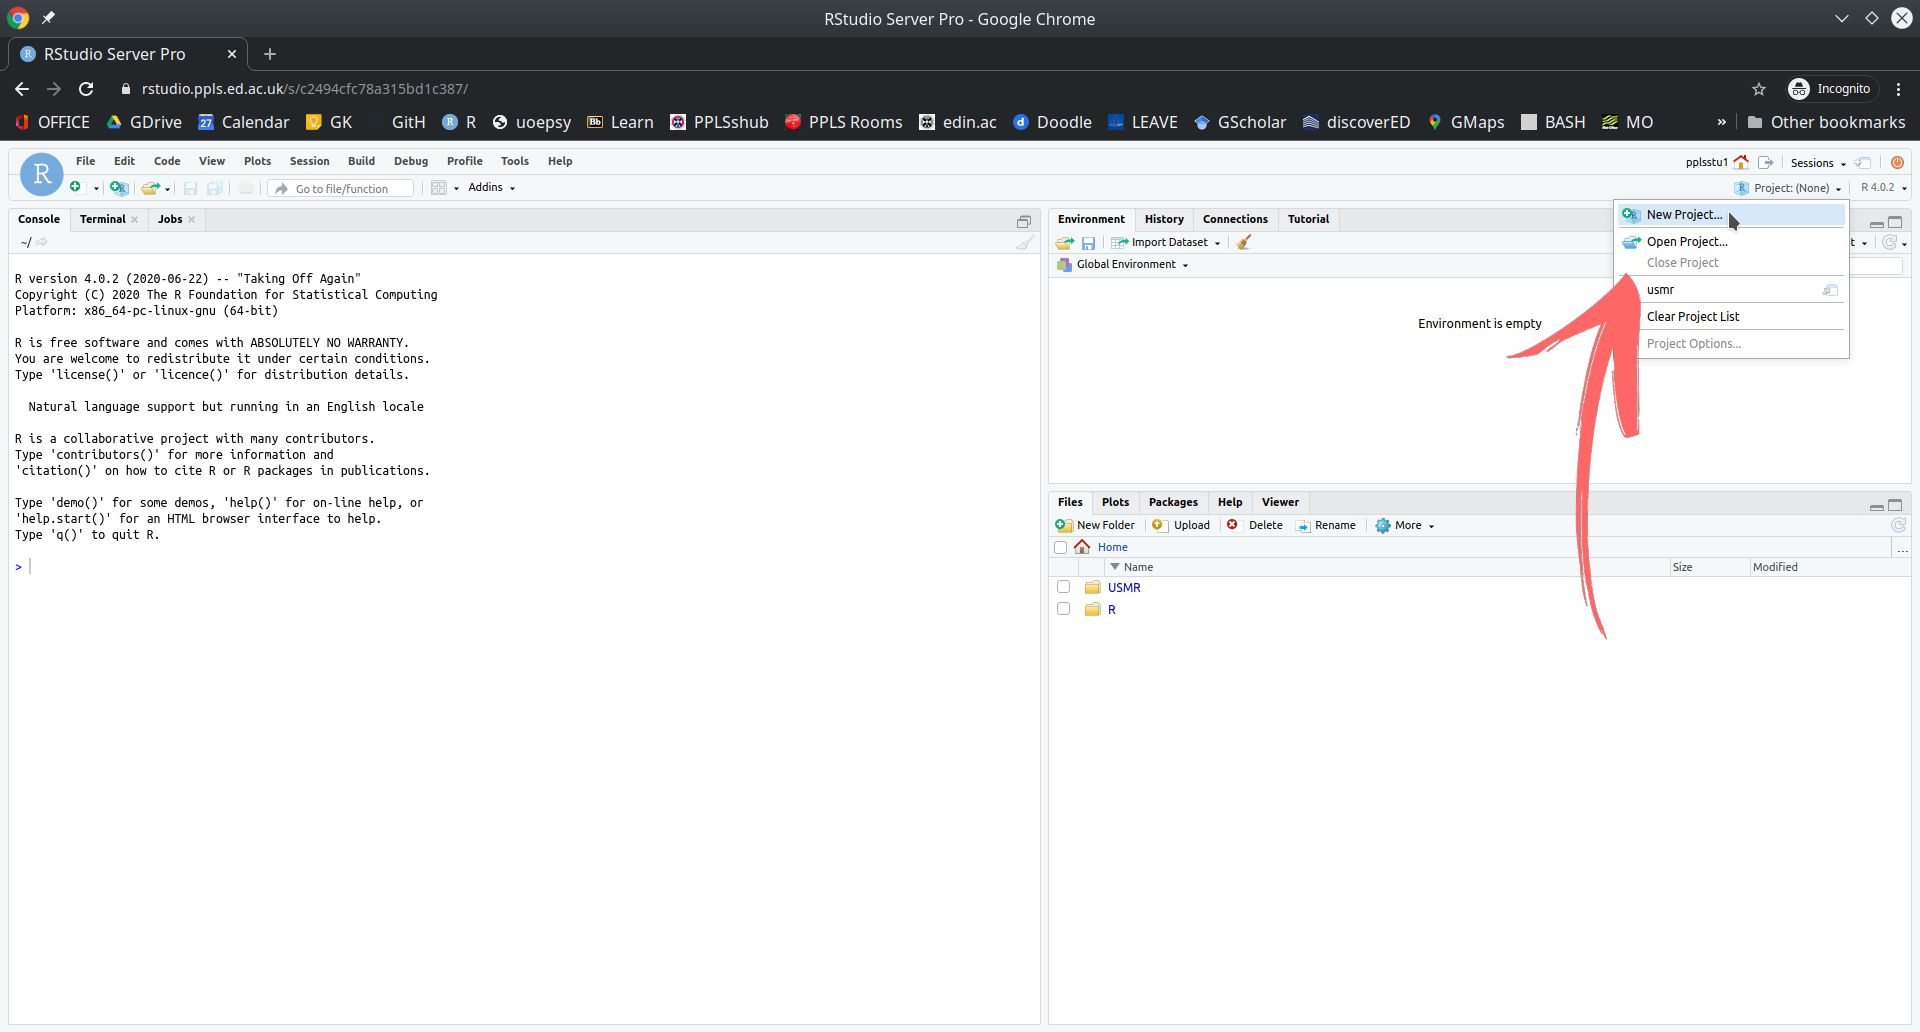 RStudio Server Pro - Google Chrome
RStudio Server Pro
rstudio.ppls.ed.ac.uk/s/c2494cfc78a315bd1c387/
Incognito
OFFICE GDrive 27 Calendar GK GitH R R uoepsy Bb Learn PPLSshub PPLS Rooms edin.ac d Doodle LEAVE GScholar discoverED GMaps BASH MO » Other bookmarks
R File Edit Code View Plots Session Build Debug Profile Tools Help
pplsstu1 Sessions
Go to file/function Addins
Project: (None) R 4.0.2
Console Terminal Jobs
~/
R version 4.0.2 (2020-06-22) -- "Taking Off Again"
Copyright (C) 2020 The R Foundation for Statistical Computing
Platform: x86_64-pc-linux-gnu (64-bit)
R is free software and comes with ABSOLUTELY NO WARRANTY.
You are welcome to redistribute it under certain conditions.
Type 'license()' or 'licence()' for distribution details.
Natural language support but running in an English locale
R is a collaborative project with many contributors.
Type 'contributors()' for more information and
'citation()' on how to cite R or R packages in publications.
Type 'demo()' for some demos, 'help()' for on-line help, or
'help.start()' for an HTML browser interface to help.
Type 'q()' to quit R.
>
Environment History Connections Tutorial
Import Dataset
Global Environment
Environment is empty
New Project...
Open Project...
Close Project
usmr
Clear Project List
Project Options...
t
Files Plots Packages Help Viewer
New Folder Upload Delete Rename More
Home ...
Name Size Modified
USMR
R